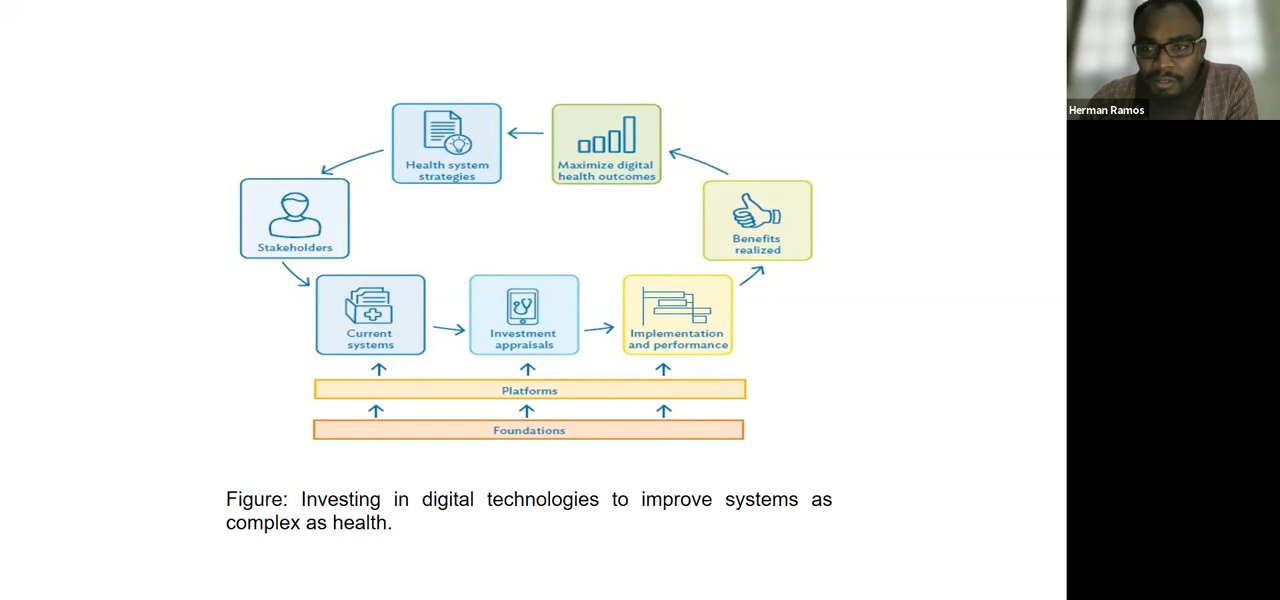 Herman Ramos
Health system
strategies
Maximize digital
health outcomes
Stakeholders
Benefits
realized
Current
systems
Investment
appraisals
Implementation
and performance
Platforms
Foundations
Figure: Investing in digital technologies to improve systems as
complex as health.